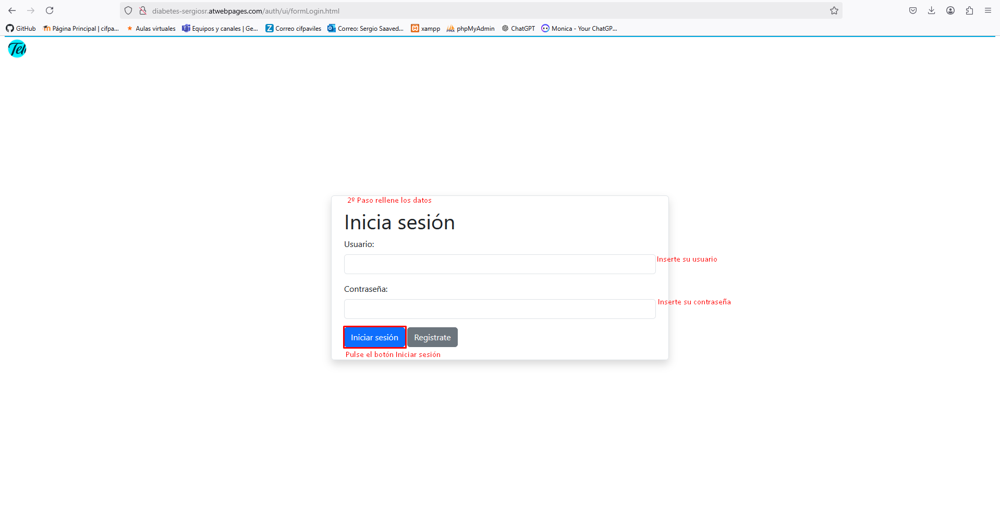 diabetes-sergiosr.atwebpages.com/auth/ui/formLogin.html
GitHub Página Principal | cifpa... Aulas virtuales Equipos y canales | Ge... Correo cifpaviles Correo: Sergio Saaved... xampp phpMyAdmin ChatGPT Monica - Your ChatGP...
Tel
2º Paso rellene los datos
Inicia sesión
Usuario:
Inserte su usuario
Contraseña:
Inserte su contraseña
Iniciar sesión Registrate
Pulse el botón Iniciar sesión